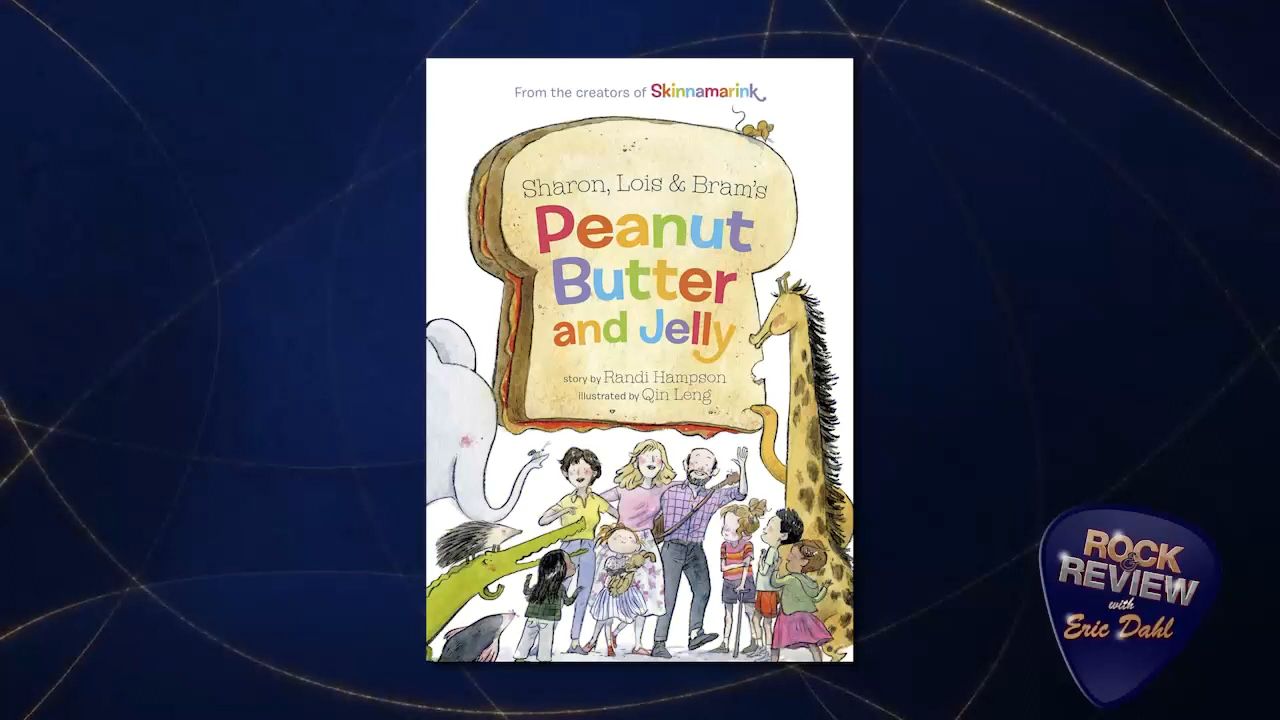 From the creators of Skinnamarink
Sharon, Lois & Bram's
Peanut
Butter
and Jelly
story by Randi Hampson
illustrated by Qin Leng
ROCK
&
REVIEW
with
Eric Dahl